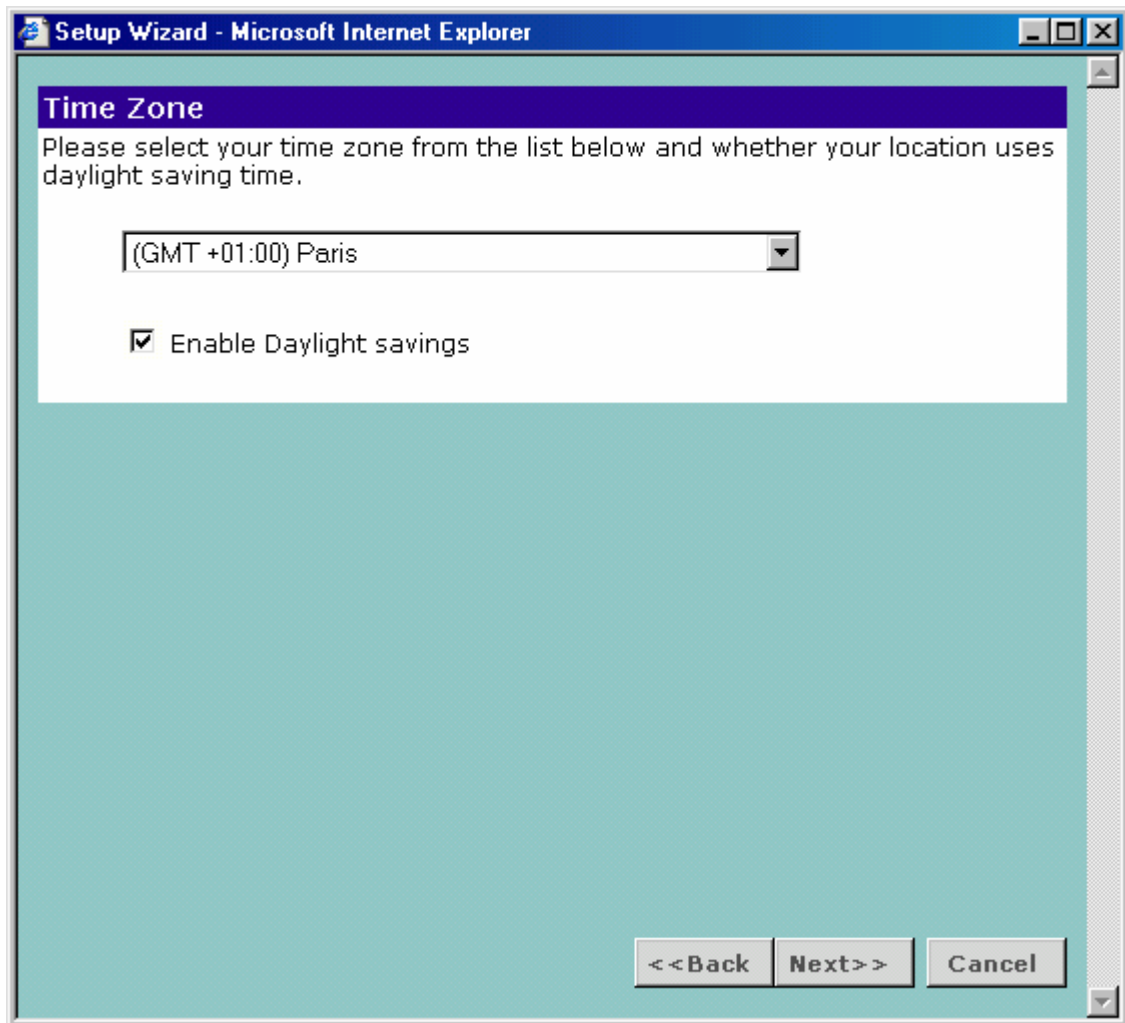 Setup Wizard - Microsoft Internet Explorer
Time Zone
Please select your time zone from the list below and whether your location uses
daylight saving time.
(GMT +01:00) Paris
Enable Daylight savings
<<Back Next>> Cancel